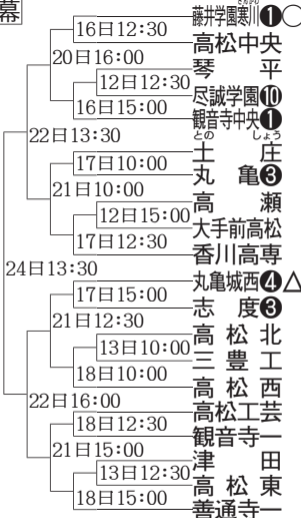 幕
さむかわ
藤井学園寒川❶○
16日12:30
高松中央
20日16:00
琴 平
12日12:30
尽誠学園❿
16日15:00
観音寺中央❶
22日13:30
とのしょう
土 庄
17日10:00
丸 亀❸
21日10:00
高 瀬
12日15:00
大手前高松
17日12:30
香川高専
24日13:30
丸亀城西❹△
17日15:00
志 度❸
21日12:30
高 松 北
13日10:00
三 豊 工
18日10:00
高 松 西
22日16:00
高松工芸
18日12:30
観音寺一
21日15:00
津 田
13日12:30
高 松 東
18日15:00
善通寺一